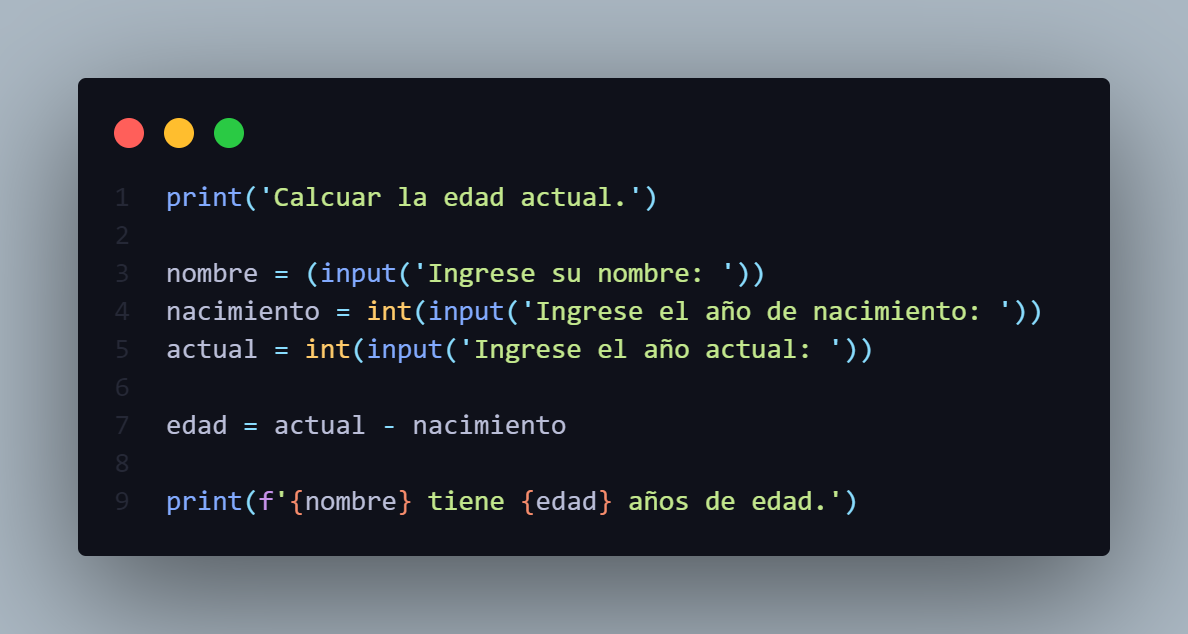 1 print('Calcuar la edad actual.')
2
3 nombre = (input('Ingrese su nombre: '))
4 nacimiento = int(input('Ingrese el año de nacimiento: '))
5 actual = int(input('Ingrese el año actual: '))
6
7 edad = actual - nacimiento
8
9 print(f'{nombre} tiene {edad} años de edad.')